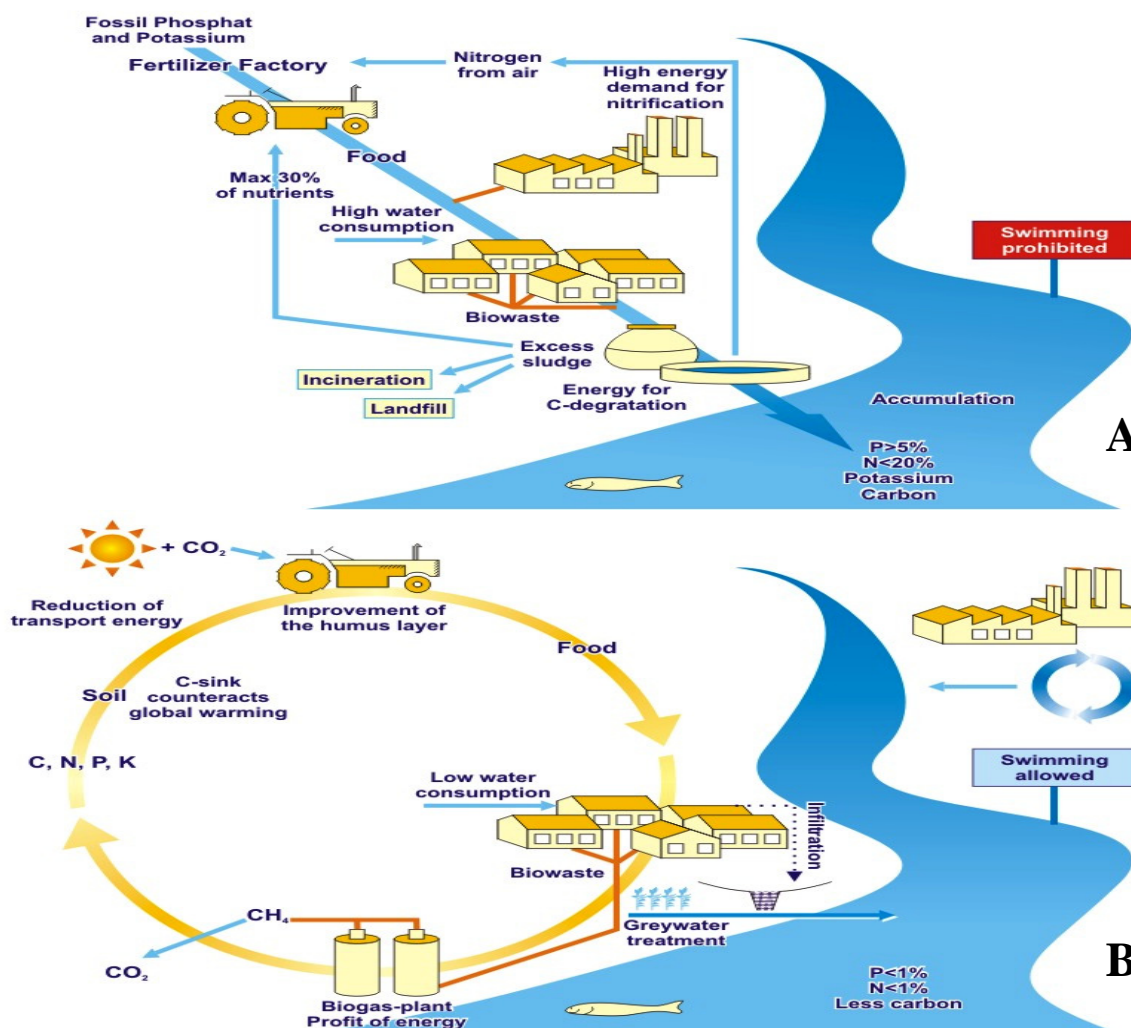 Fossil Phosphat
and Potassium
Fertilizer Factory
Nitrogen
from air
High energy
demand for
nitrification
Food
Max 30%
of nutrients
High water
consumption
Swimming
prohibited
Biowaste
Excess
sludge
Incineration
Landfill
Energy for
C-degratation
Accumulation
A
P>5%
N<20%
Potassium
Carbon
+ CO₂
Reduction of
transport energy
Improvement of
the humus layer
Food
Soil
C-sink
counteracts
global warming
C, N, P, K
Low water
consumption
Swimming
allowed
Infiltration
Biowaste
Greywater
treatment
CH₄
CO₂
Biogas-plant
Profit of energy
B
P<1%
N<1%
Less carbon